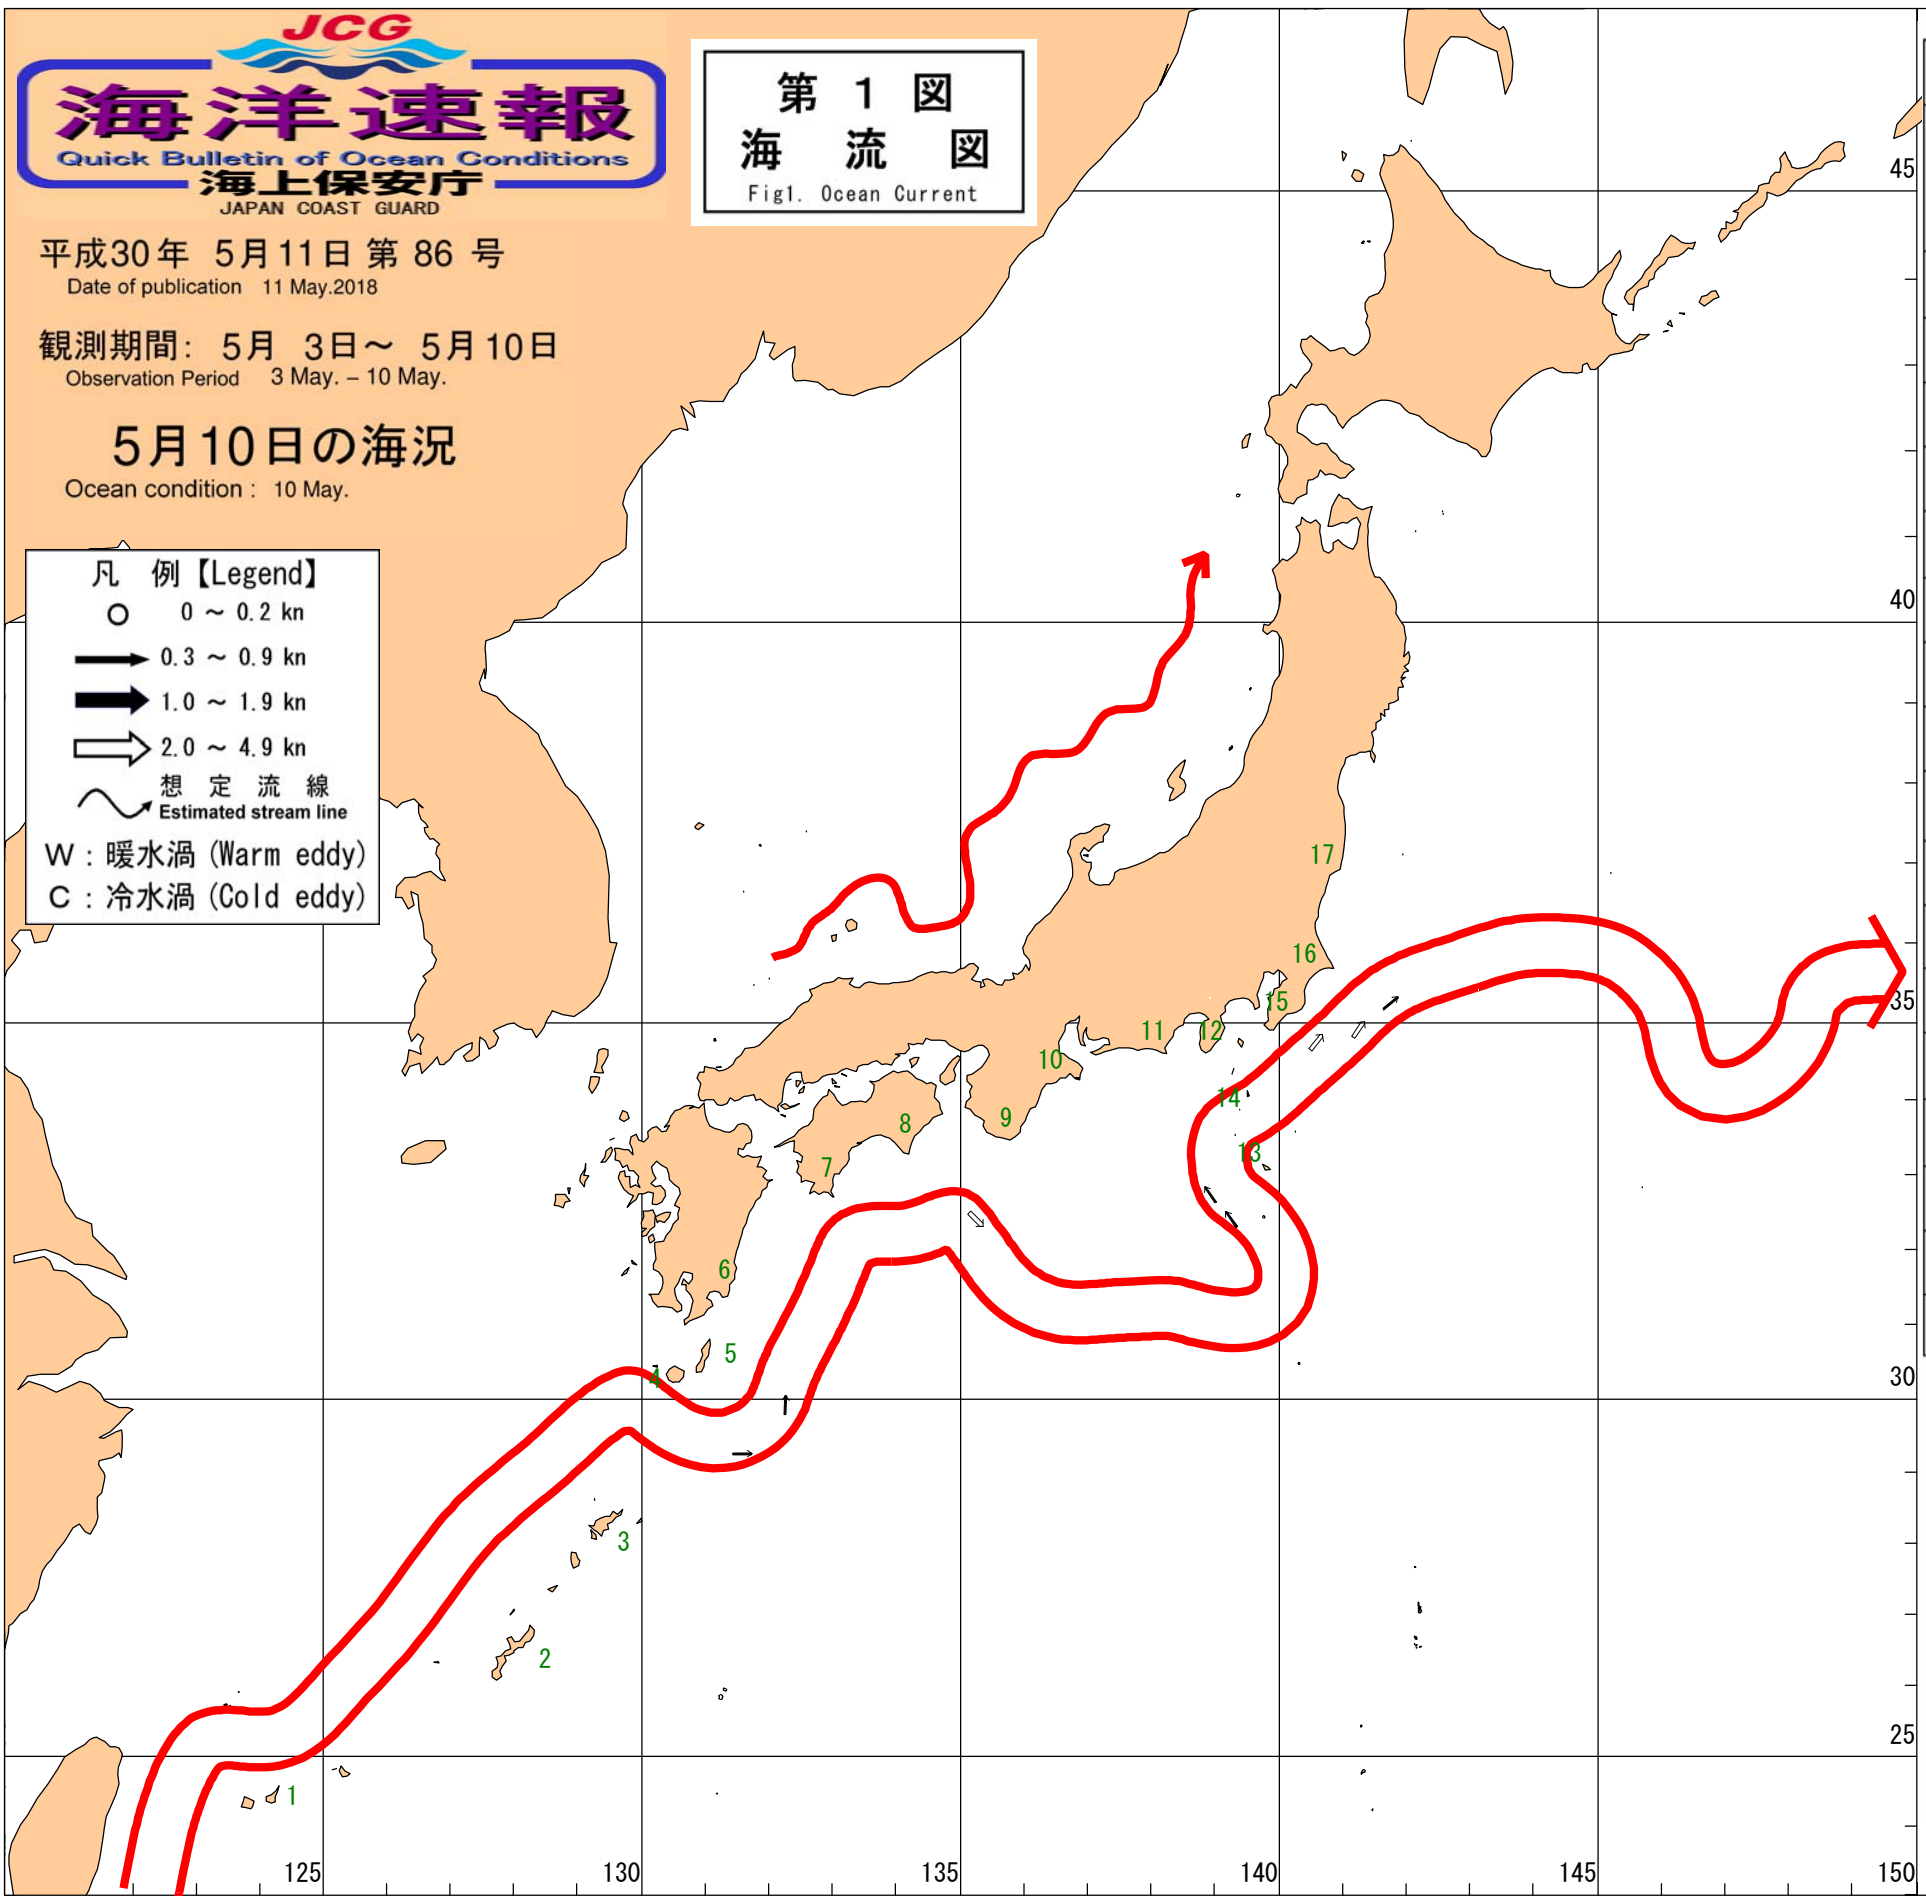 JCG
海洋速報
Quick Bulletin of Ocean Conditions
海上保安庁
JAPAN COAST GUARD
第 1 図
海 流 図
Fig1. Ocean Current
平成30年 5月11日 第 86 号
Date of publication 11 May.2018
観測期間: 5月 3日～ 5月10日
Observation Period 3 May. – 10 May.
5月10日の海況
Ocean condition : 10 May.
凡 例【Legend】
0 ～ 0.2 kn
0.3 ～ 0.9 kn
1.0 ～ 1.9 kn
2.0 ～ 4.9 kn
想 定 流 線
Estimated stream line
W : 暖水渦 (Warm eddy)
C : 冷水渦 (Cold eddy)
45
40
17
16
35
15
11
12
10
14
9
8
13
7
6
5
4
30
3
2
25
1
125
130
135
140
145
150